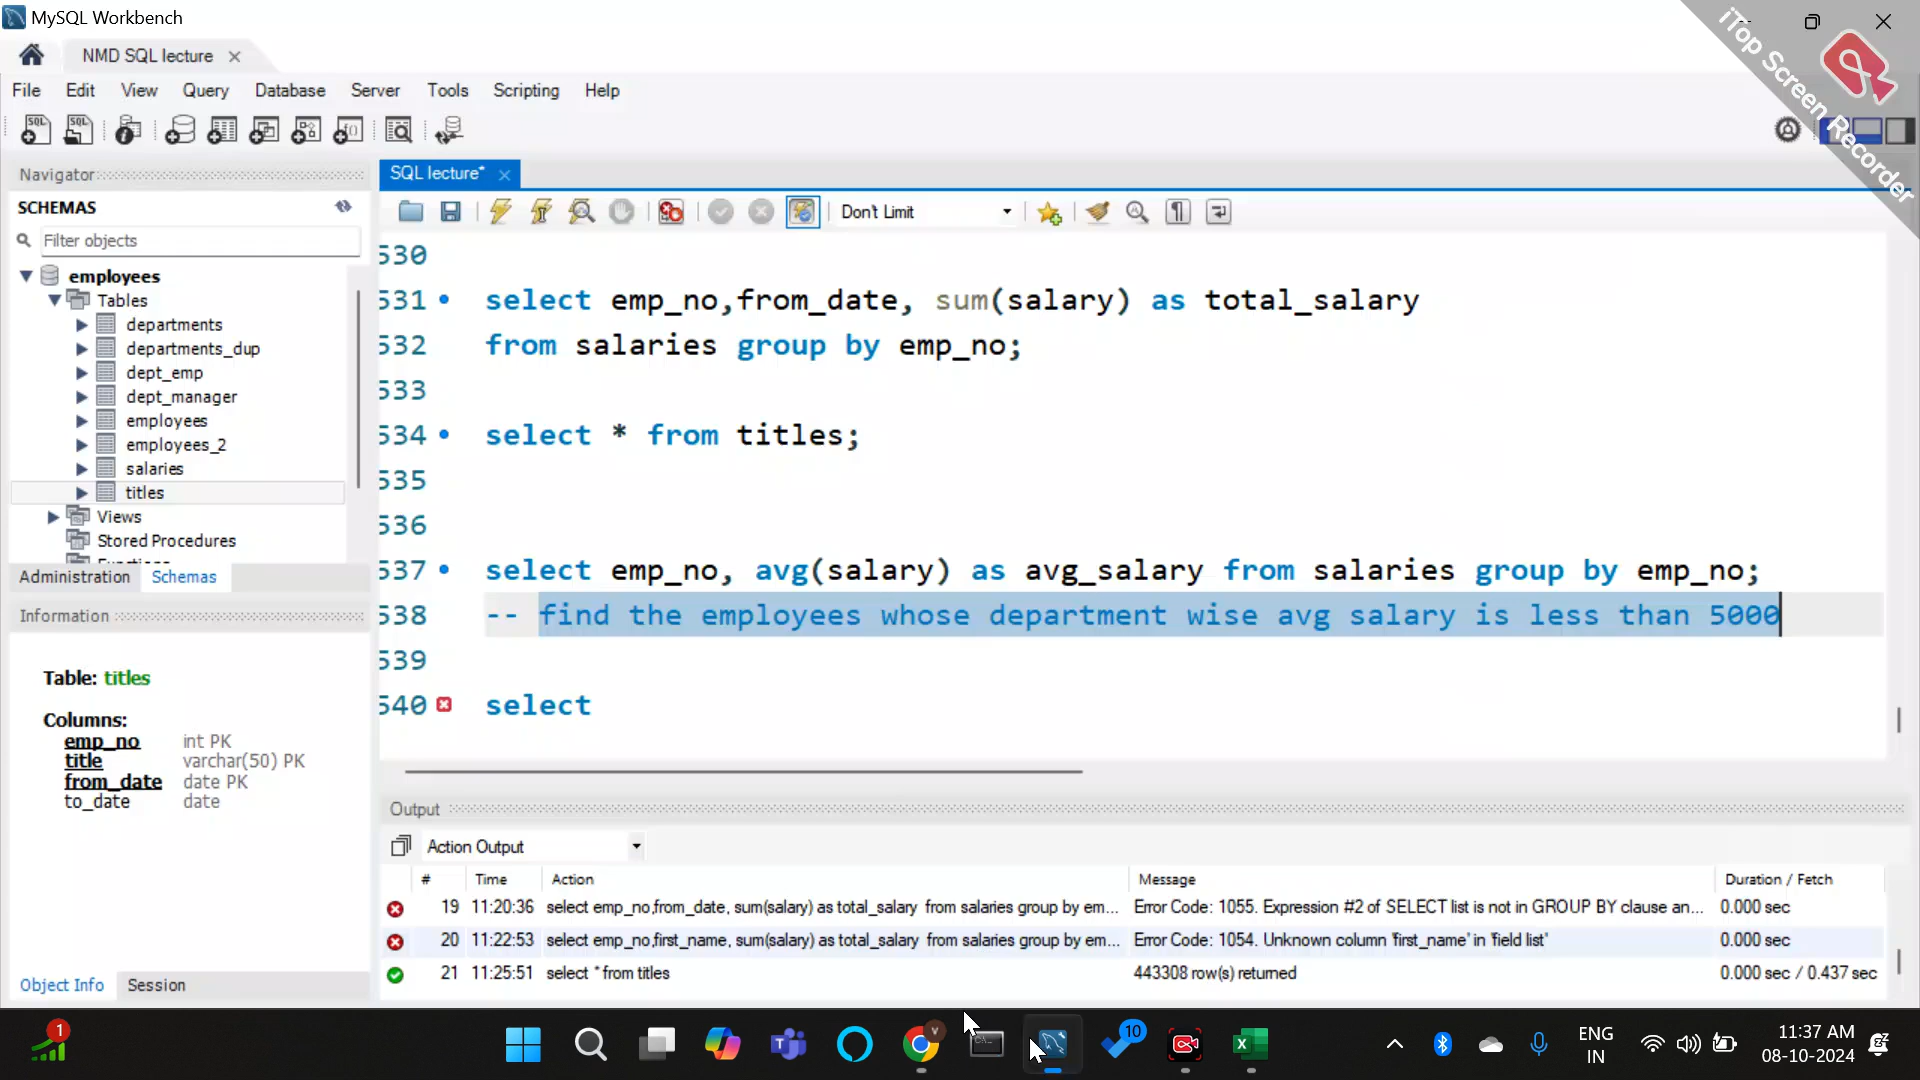 MySQL Workbench
NMD SQL lecture
File Edit View Query Database Server Tools Scripting Help
iTop Screen Recorder
Navigator
SCHEMAS
Filter objects
employees
Tables
departments
departments_dup
dept_emp
dept_manager
employees
employees_2
salaries
titles
Views
Stored Procedures
Administration Schemas
Information
Table: titles
Columns:
emp_no int PK
title varchar(50) PK
from_date date PK
to_date date
Object Info Session
SQL lecture*
Don't Limit
530
531 select emp_no,from_date, sum(salary) as total_salary
532 from salaries group by emp_no;
533
534 select * from titles;
535
536
537 select emp_no, avg(salary) as avg_salary from salaries group by emp_no;
538 -- find the employees whose department wise avg salary is less than 5000
539
540 select
Output
Action Output
# Time Action Message Duration / Fetch
19 11:20:36 select emp_no,from_date, sum(salary) as total_salary from salaries group by em... Error Code: 1055. Expression #2 of SELECT list is not in GROUP BY clause an... 0.000 sec
20 11:22:53 select emp_no,first_name, sum(salary) as total_salary from salaries group by em... Error Code: 1054. Unknown column 'first_name' in 'field list' 0.000 sec
21 11:25:51 select * from titles 443308 row(s) returned 0.000 sec / 0.437 sec
1
10
ENG
IN
11:37 AM
08-10-2024